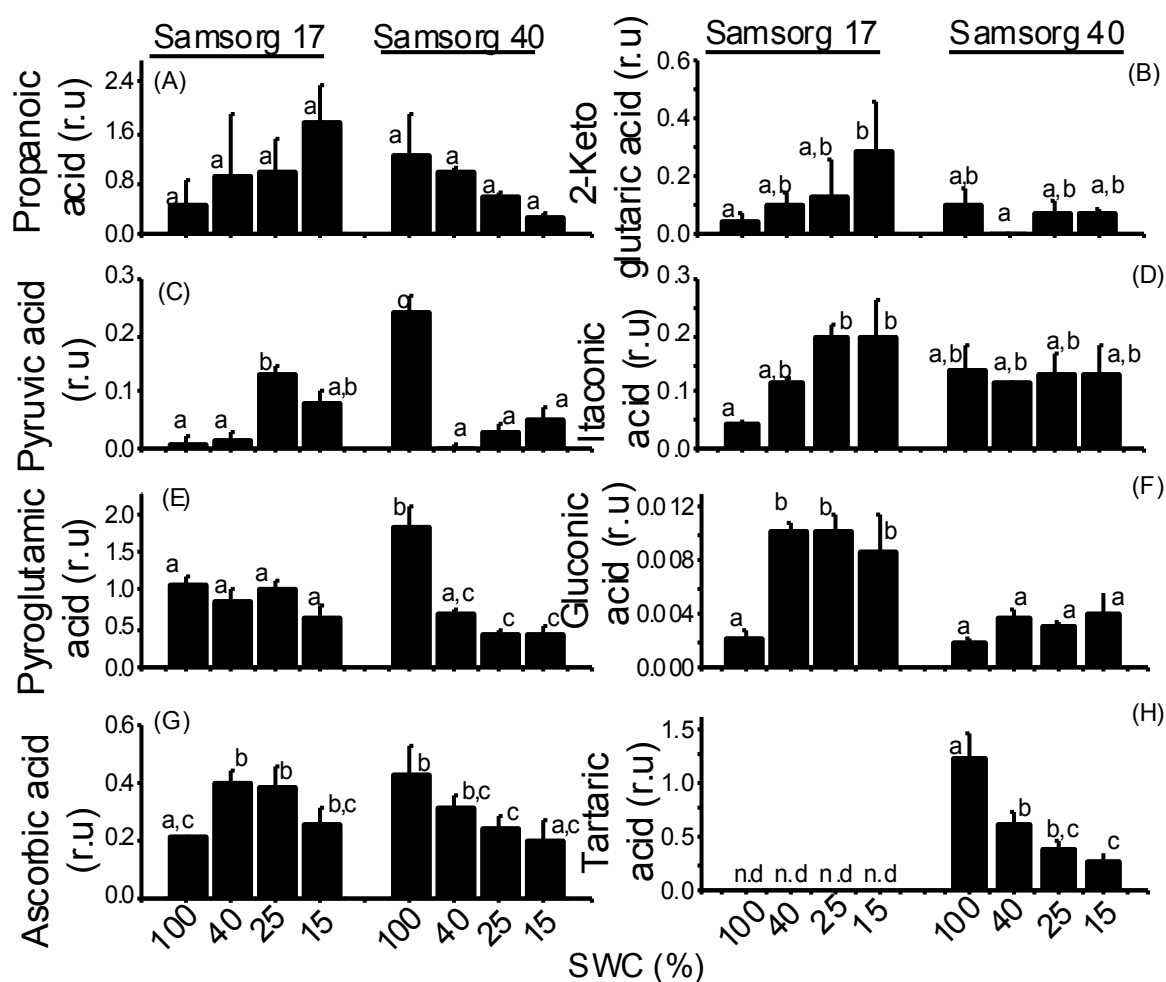 Samsorg 17 Samsorg 40
Propanoic acid (r.u)
(A)
2.4
1.6
0.8
0.0
a a a a a a a a
Samsorg 17 Samsorg 40
2-Keto glutaric acid (r.u)
(B)
0.6
0.4
0.2
0.0
a a,b a,b b a,b a a,b a,b
Pyruvic acid (r.u)
(C)
0.3
0.2
0.1
0.0
a a b a,b c a a a
Itaconic acid (r.u)
(D)
0.3
0.2
0.1
0.0
a a,b b b a,b a,b a,b a,b
Pyroglutamic acid (r.u)
(E)
2.0
1.5
1.0
0.5
0.0
a a a a b a,c c c
Gluconic acid (r.u)
(F)
0.012
0.008
0.004
0.000
a b b b a a a a
Ascorbic acid (r.u)
(G)
0.6
0.4
0.2
0.0
a,c b b b,c b b,c c a,c
100 40 25 15 100 40 25 15
Tartaric acid (r.u)
(H)
1.5
1.0
0.5
0.0
n.d n.d n.d n.d a b b,c c
100 40 25 15 100 40 25 15
SWC (%)